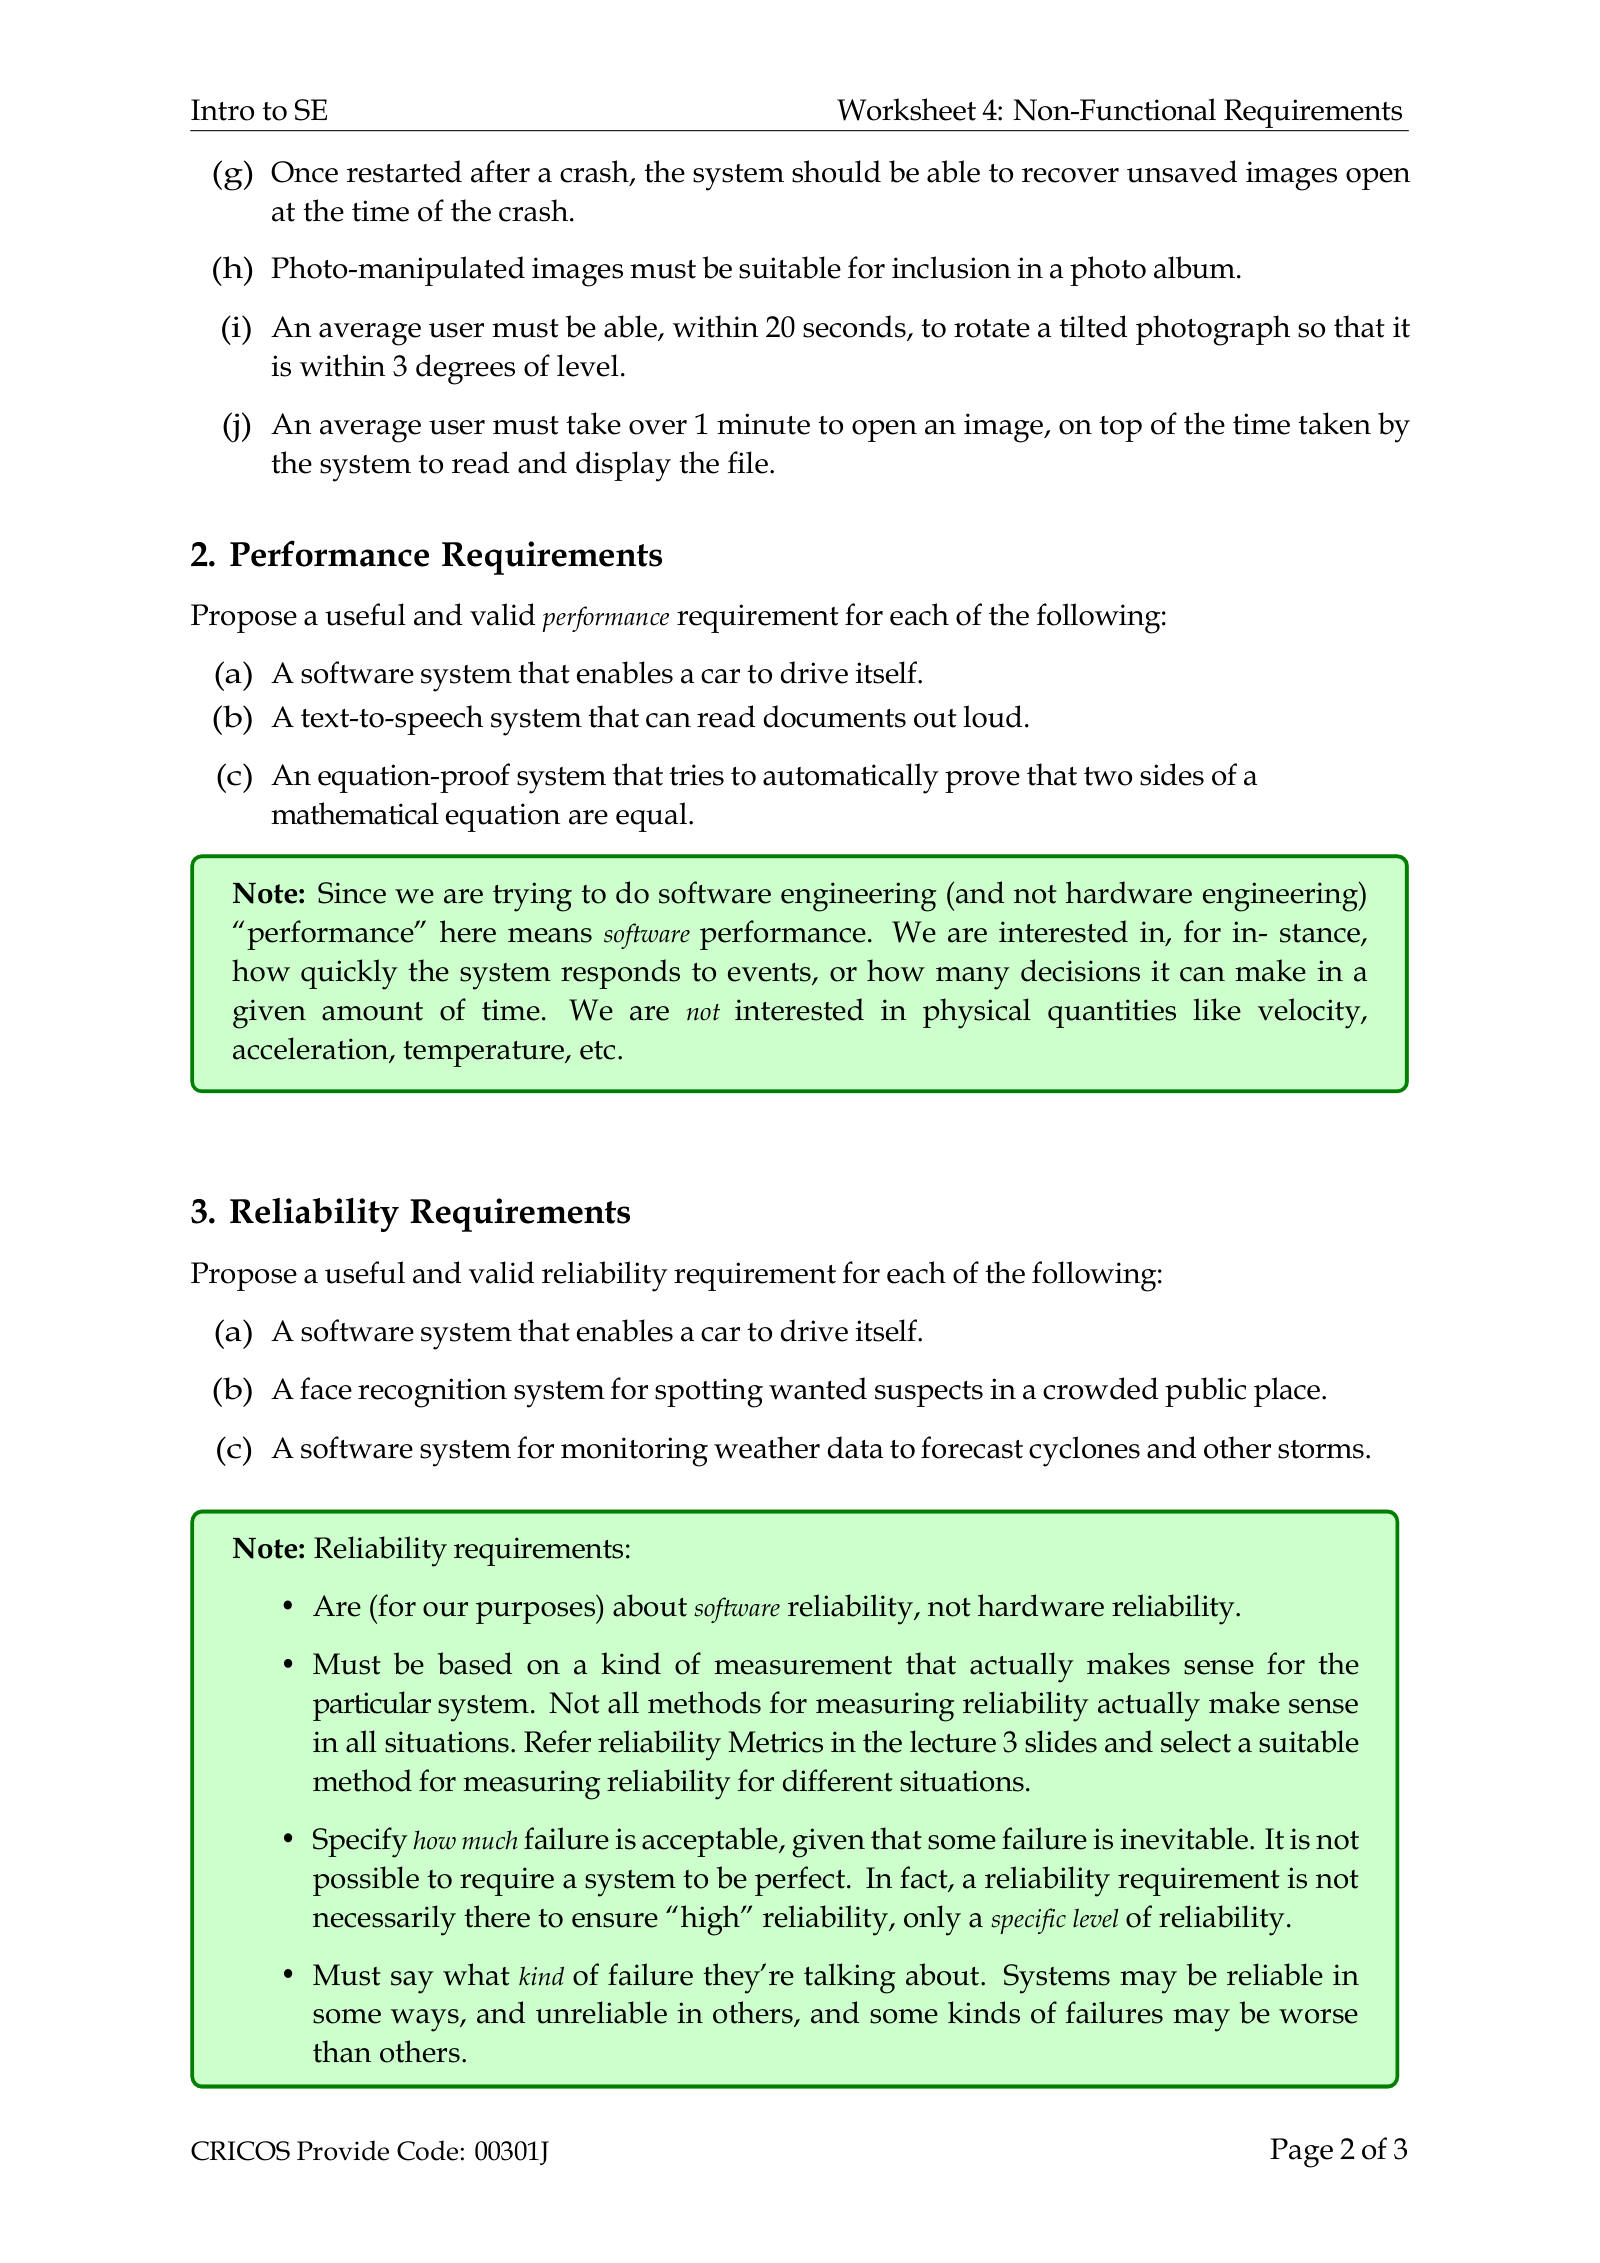 Intro to SE
Worksheet 4: Non-Functional Requirements
(g) Once restarted after a crash, the system should be able to recover unsaved images open
at the time of the crash.
(h) Photo-manipulated images must be suitable for inclusion in a photo album.
(i) An average user must be able, within 20 seconds, to rotate a tilted photograph so that it
is within 3 degrees of level.
(j) An average user must take over 1 minute to open an image, on top of the time taken by
the system to read and display the file.
2. Performance Requirements
Propose a useful and valid performance requirement for each of the following:
(a) A software system that enables a car to drive itself.
(b) A text-to-speech system that can read documents out loud.
(c) An equation-proof system that tries to automatically prove that two sides of a
mathematical equation are equal.
Note: Since we are trying to do software engineering (and not hardware engineering)
“performance” here means software performance. We are interested in, for in- stance,
how quickly the system responds to events, or how many decisions it can make in a
given amount of time. We are not interested in physical quantities like velocity,
acceleration, temperature, etc.
3. Reliability Requirements
Propose a useful and valid reliability requirement for each of the following:
(a) A software system that enables a car to drive itself.
(b) A face recognition system for spotting wanted suspects in a crowded public place.
(c) A software system for monitoring weather data to forecast cyclones and other storms.
Note: Reliability requirements:
• Are (for our purposes) about software reliability, not hardware reliability.
• Must be based on a kind of measurement that actually makes sense for the
particular system. Not all methods for measuring reliability actually make sense
in all situations. Refer reliability Metrics in the lecture 3 slides and select a suitable
method for measuring reliability for different situations.
• Specify how much failure is acceptable, given that some failure is inevitable. It is not
possible to require a system to be perfect. In fact, a reliability requirement is not
necessarily there to ensure “high” reliability, only a specific level of reliability.
• Must say what kind of failure they’re talking about. Systems may be reliable in
some ways, and unreliable in others, and some kinds of failures may be worse
than others.
CRICOS Provide Code: 00301J
Page 2 of 3